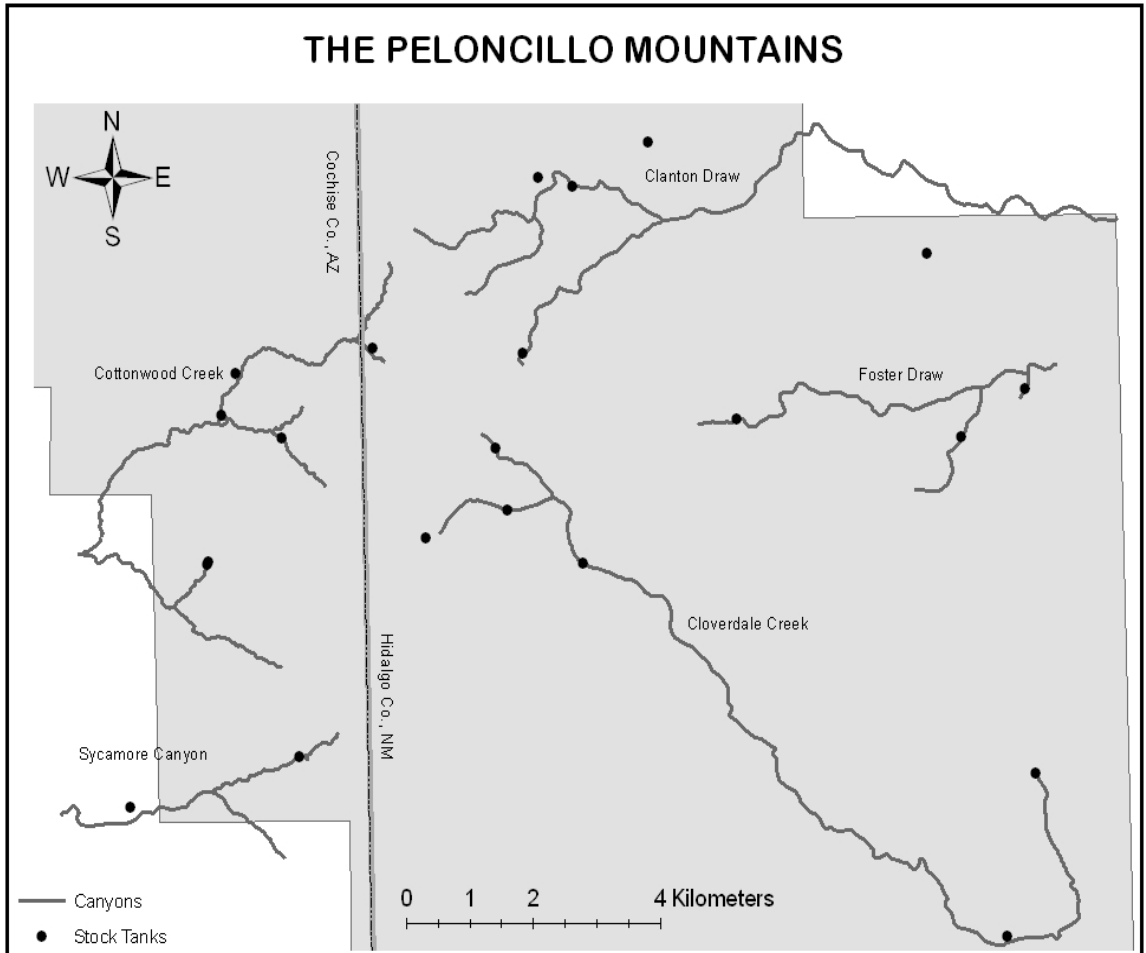 THE PELONCILLO MOUNTAINS
N
W E
S
Cochise Co., AZ
Clanton Draw
Cottonwood Creek
Foster Draw
Cloverdale Creek
Hidalgo Co., NM
Sycamore Canyon
0 1 2 4 Kilometers
Canyons
Stock Tanks